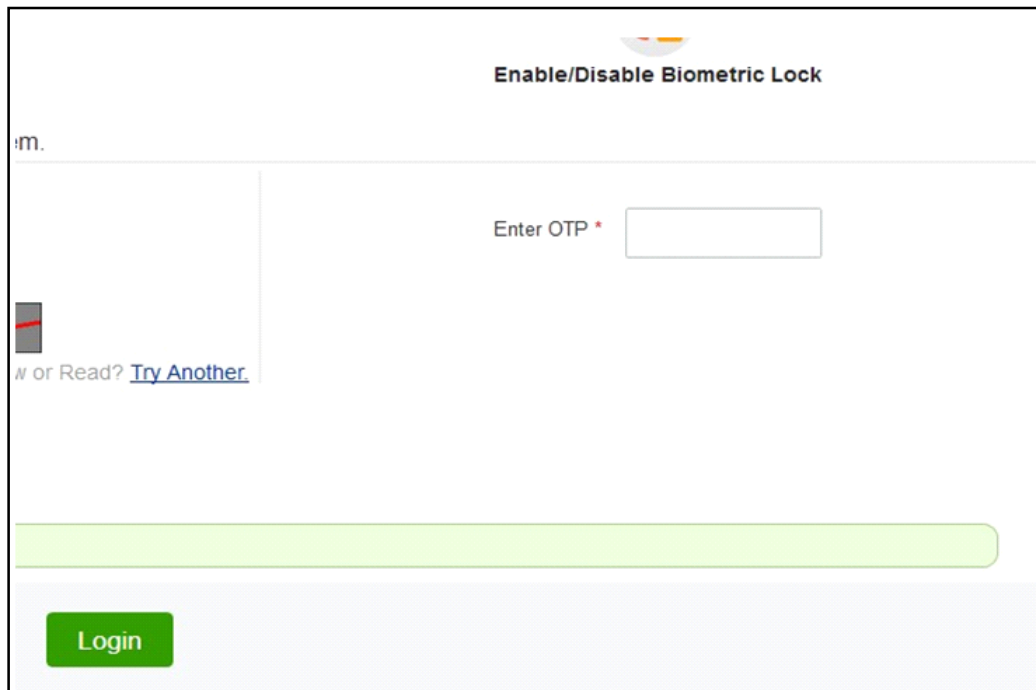 Enable/Disable Biometric Lock
em.
Enter OTP *
w or Read? Try Another.
Login